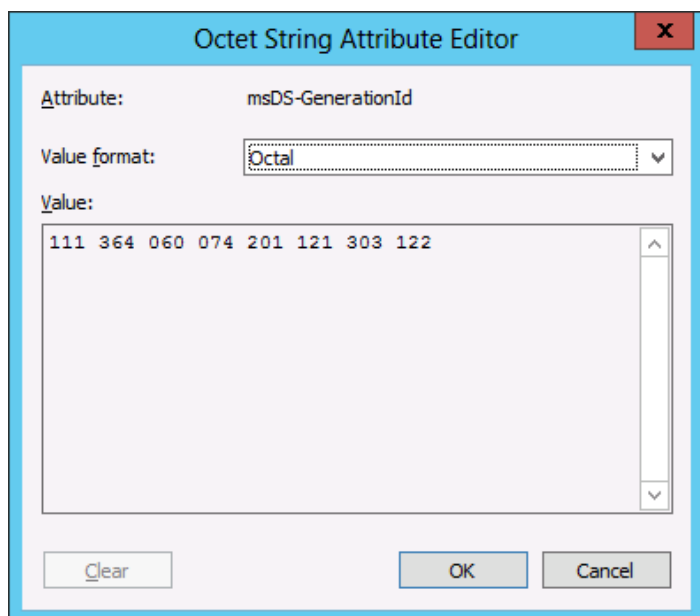 Octet String Attribute Editor
x
Attribute: msDS-GenerationId
Value format: Octal
Value:
111 364 060 074 201 121 303 122
Clear OK Cancel